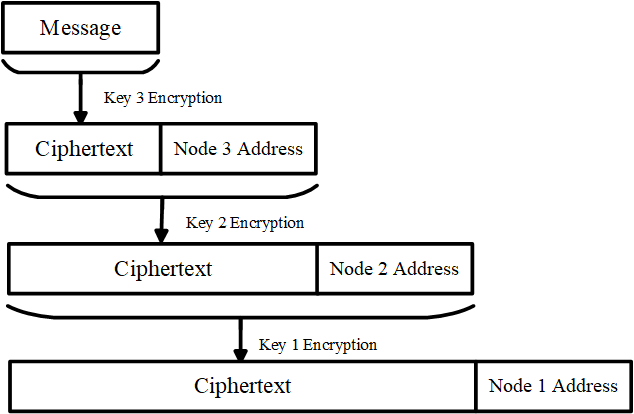 Message
Key 3 Encryption
Ciphertext Node 3 Address
Key 2 Encryption
Ciphertext Node 2 Address
Key 1 Encryption
Ciphertext Node 1 Address